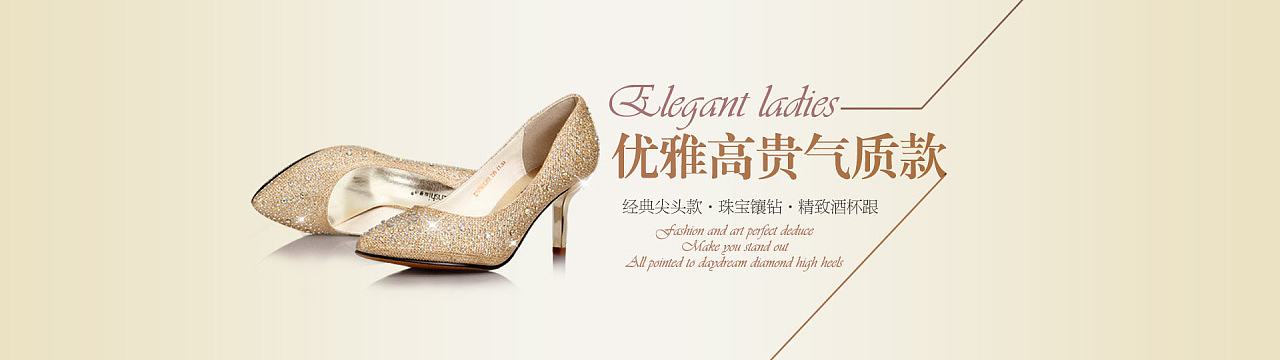 Elegant ladies
优雅高贵气质款
经典尖头款·珠宝镶钻·精致酒杯跟
Fashion and art perfect deduce
Make you stand out
All pointed to daydream diamond high heels